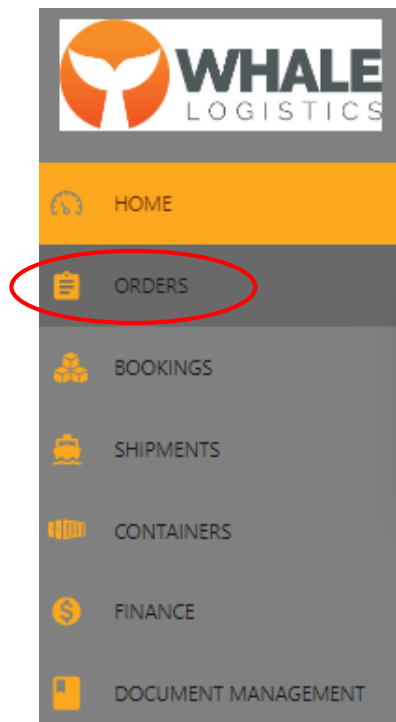 WHALE
LOGISTICS
HOME
ORDERS
BOOKINGS
SHIPMENTS
CONTAINERS
FINANCE
DOCUMENT MANAGEMENT